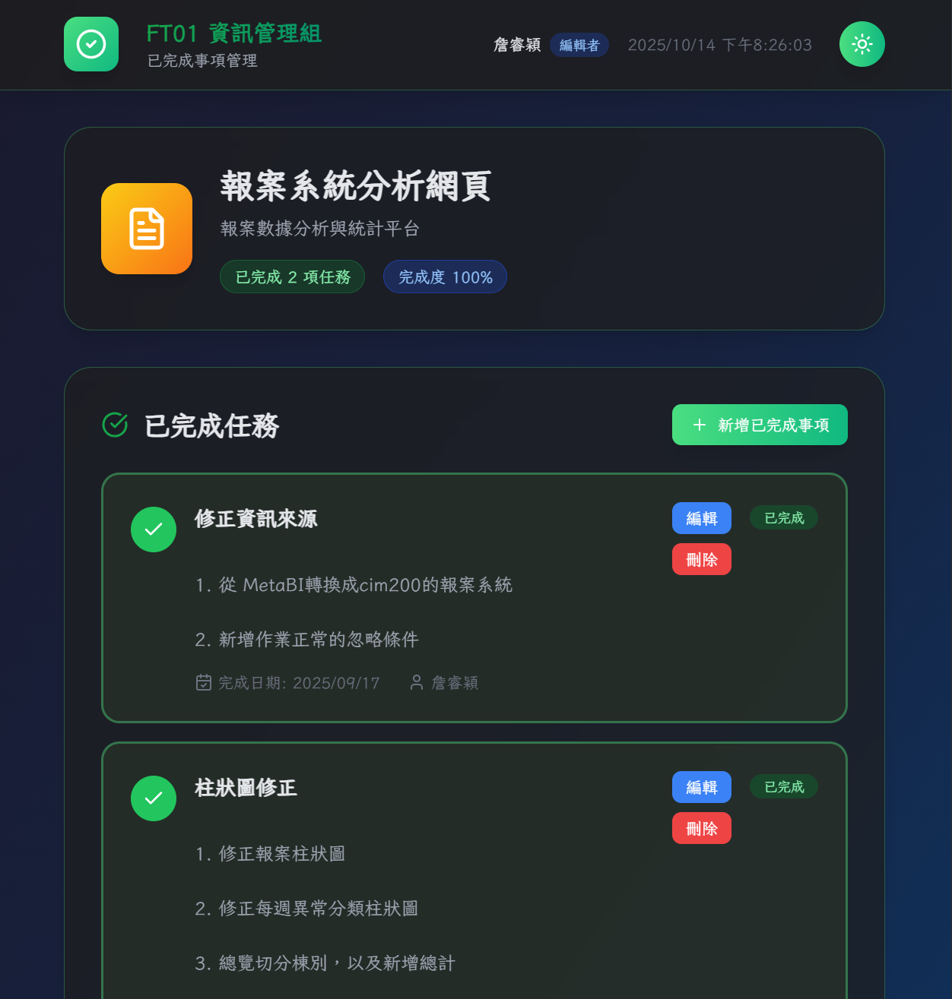 FT01 資訊管理組
已完成事項管理
詹睿穎 編輯者 2025/10/14 下午8:26:03
報案系統分析網頁
報案數據分析與統計平台
已完成 2 項任務 完成度 100%
已完成任務
+ 新增已完成事項
修正資訊來源
編輯 已完成
刪除
1. 從 MetaBI轉換成cim200的報案系統
2. 新增作業正常的忽略條件
完成日期: 2025/09/17 詹睿穎
柱狀圖修正
編輯 已完成
刪除
1. 修正報案柱狀圖
2. 修正每週異常分類柱狀圖
3. 總覽切分棟別，以及新增總計